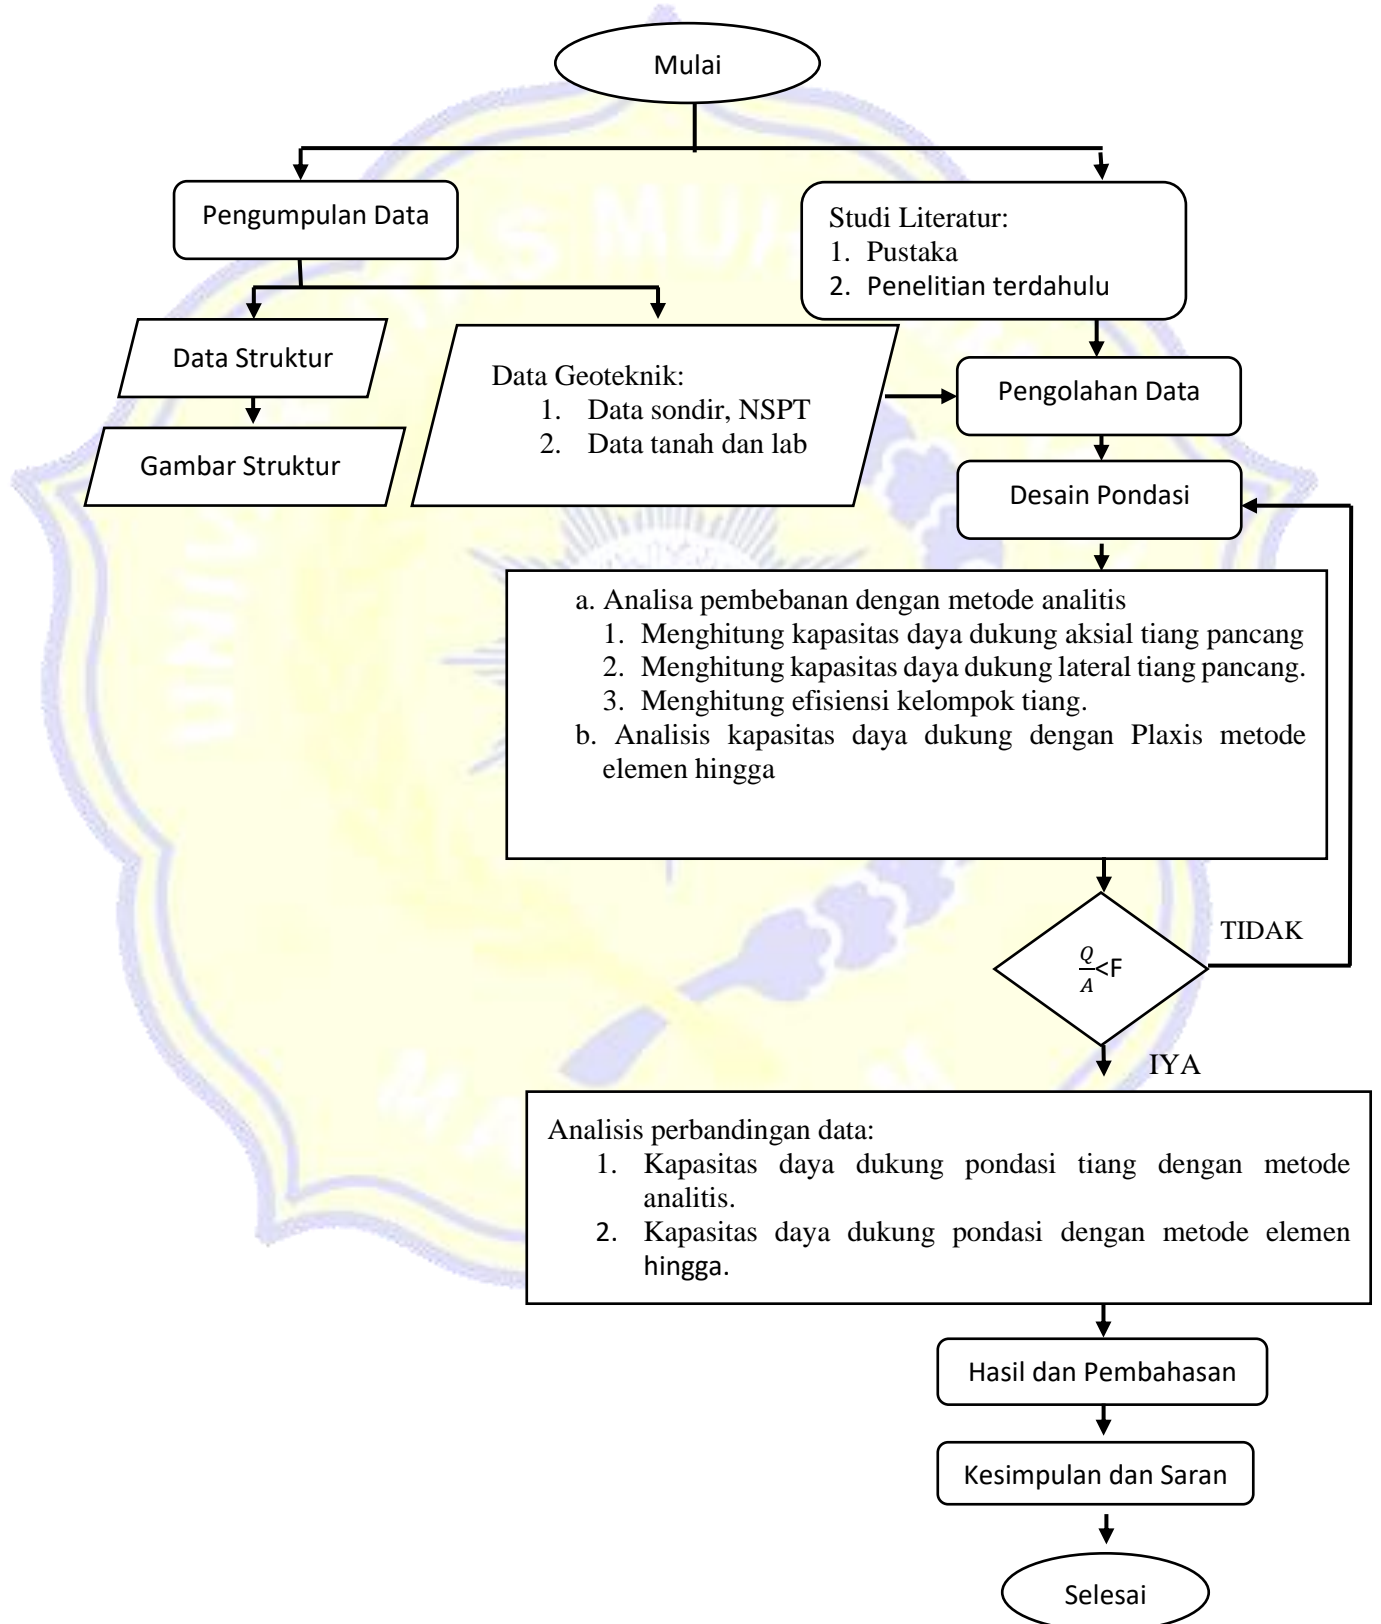 Mulai
Pengumpulan Data
Studi Literatur:
1. Pustaka
2. Penelitian terdahulu
Data Struktur
Gambar Struktur
Data Geoteknik:
1. Data sondir, NSPT
2. Data tanah dan lab
Pengolahan Data
Desain Pondasi
a. Analisa pembebanan dengan metode analitis
1. Menghitung kapasitas daya dukung aksial tiang pancang
2. Menghitung kapasitas daya dukung lateral tiang pancang.
3. Menghitung efisiensi kelompok tiang.
b. Analisis kapasitas daya dukung dengan Plaxis metode
elemen hingga
Q/A<F
TIDAK
IYA
Analisis perbandingan data:
1. Kapasitas daya dukung pondasi tiang dengan metode
analitis.
2. Kapasitas daya dukung pondasi dengan metode elemen
hingga.
Hasil dan Pembahasan
Kesimpulan dan Saran
Selesai